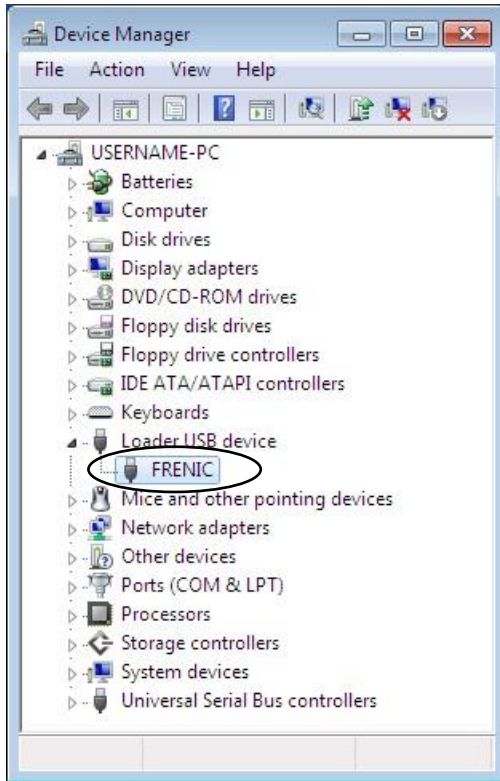 Device Manager
File Action View Help
USERNAME-PC
Batteries
Computer
Disk drives
Display adapters
DVD/CD-ROM drives
Floppy disk drives
Floppy drive controllers
IDE ATA/ATAPI controllers
Keyboards
Loader USB device
FRENIC
Mice and other pointing devices
Network adapters
Other devices
Ports (COM & LPT)
Processors
Storage controllers
System devices
Universal Serial Bus controllers